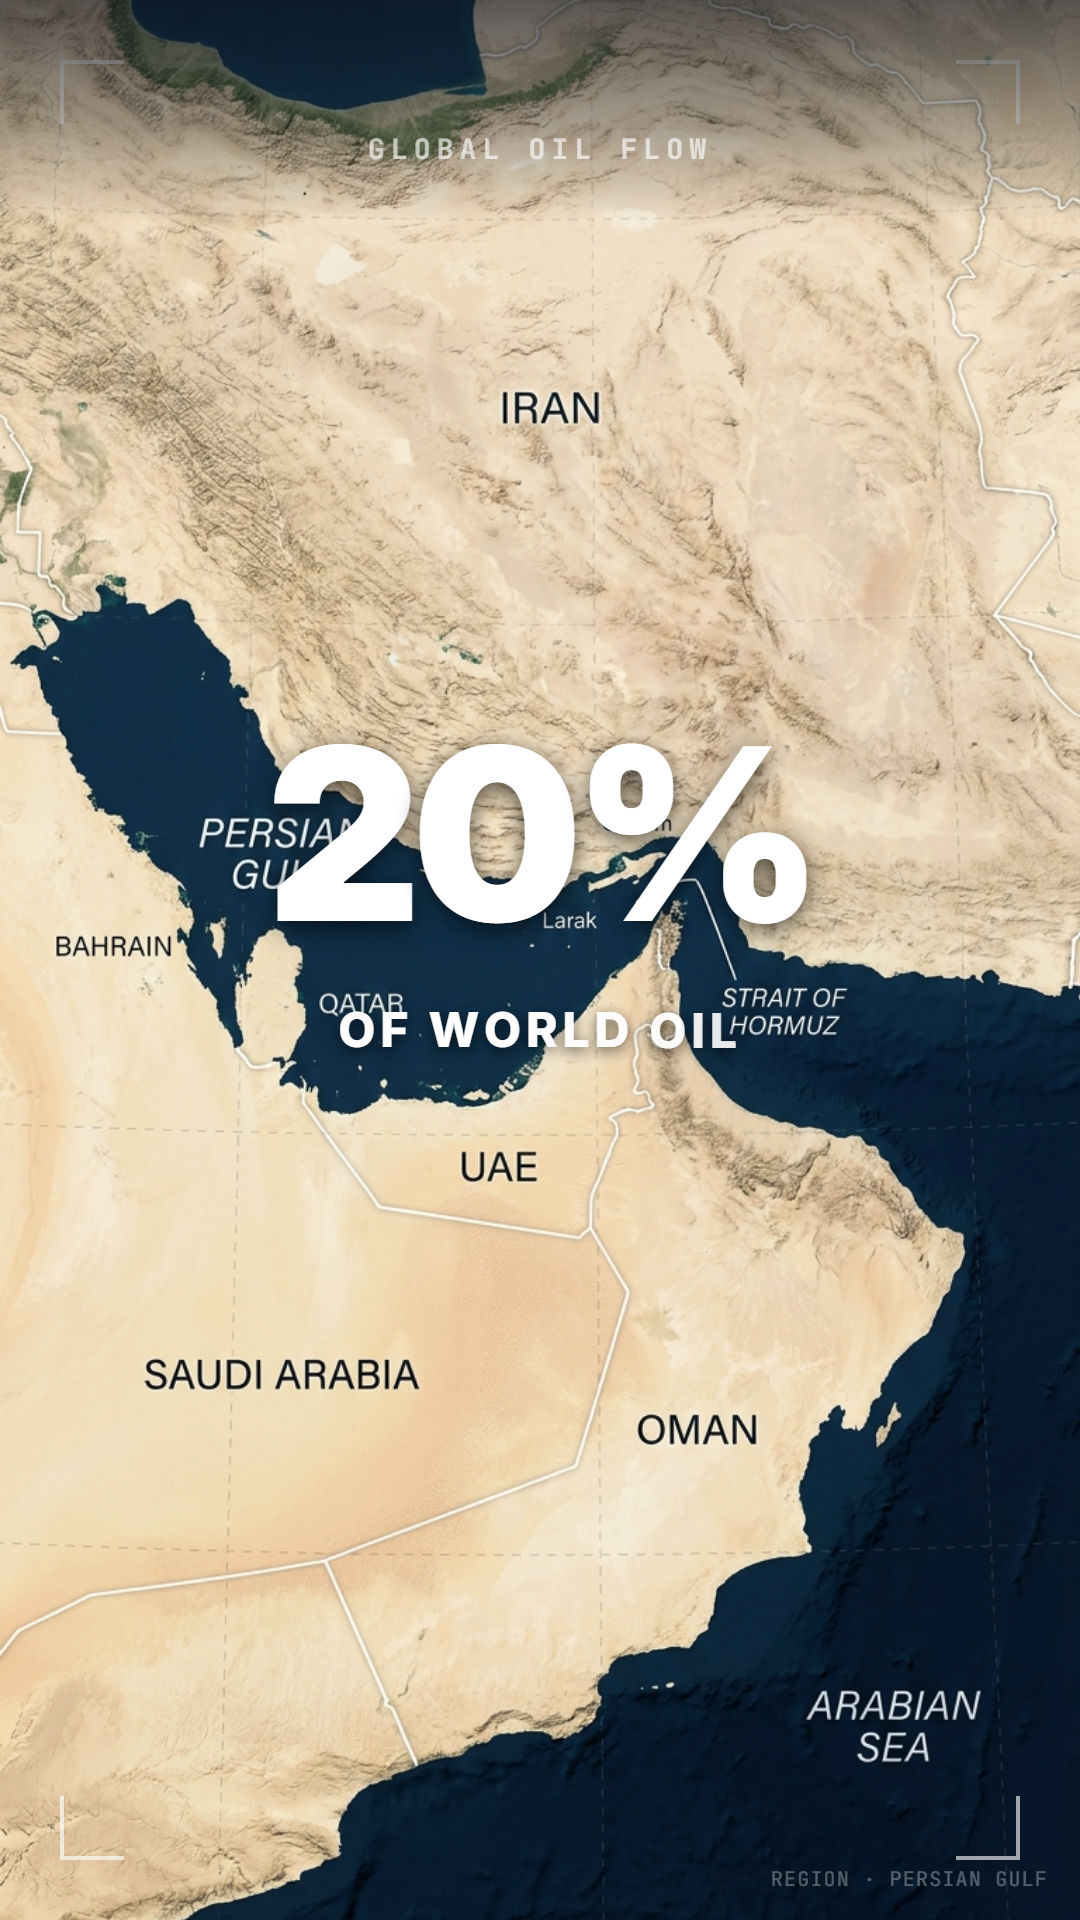 GLOBAL OIL FLOW
IRAN
20%
PERSIAN
GULF
Larak
BAHRAIN
QATAR
STRAIT OF
HORMUZ
OF WORLD OIL
UAE
SAUDI ARABIA
OMAN
ARABIAN
SEA
REGION · PERSIAN GULF